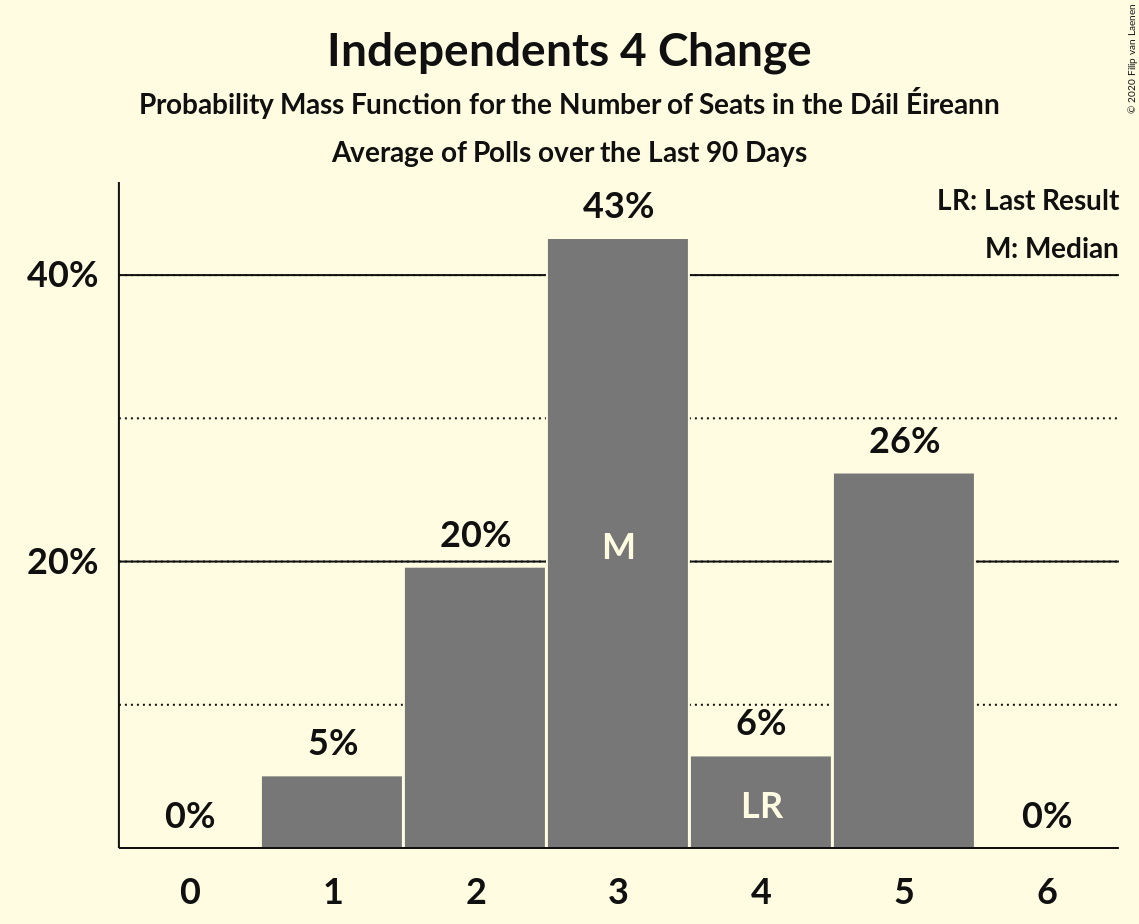 Independents 4 Change
Probability Mass Function for the Number of Seats in the Dáil Éireann
Average of Polls over the Last 90 Days
© 2020 Filip van Laenen
LR: Last Result
M: Median
43%
40%
26%
20%
M
20%
6%
5%
LR
0%
0%
0 1 2 3 4 5 6